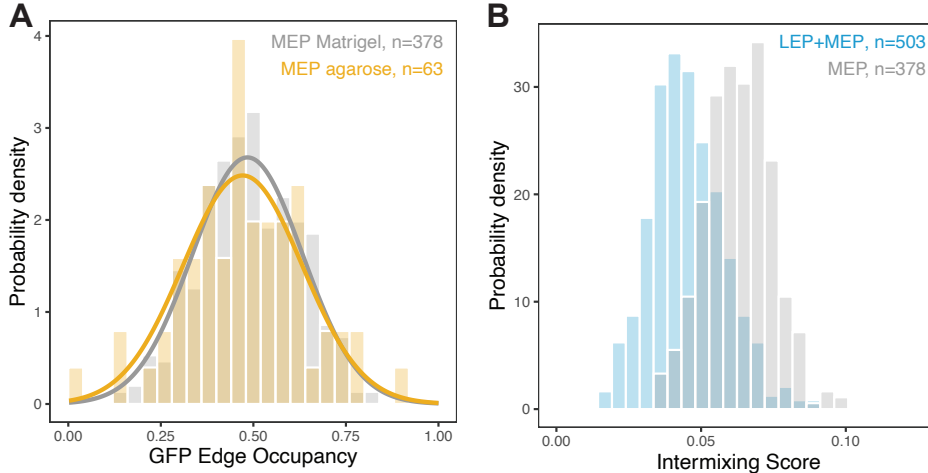 A
MEP Matrigel, n=378
MEP agarose, n=63
Probability density
4
3
2
1
0
0.00 0.25 0.50 0.75 1.00
GFP Edge Occupancy
B
LEP+MEP, n=503
MEP, n=378
Probability density
30
20
10
0
0.00 0.05 0.10
Intermixing Score